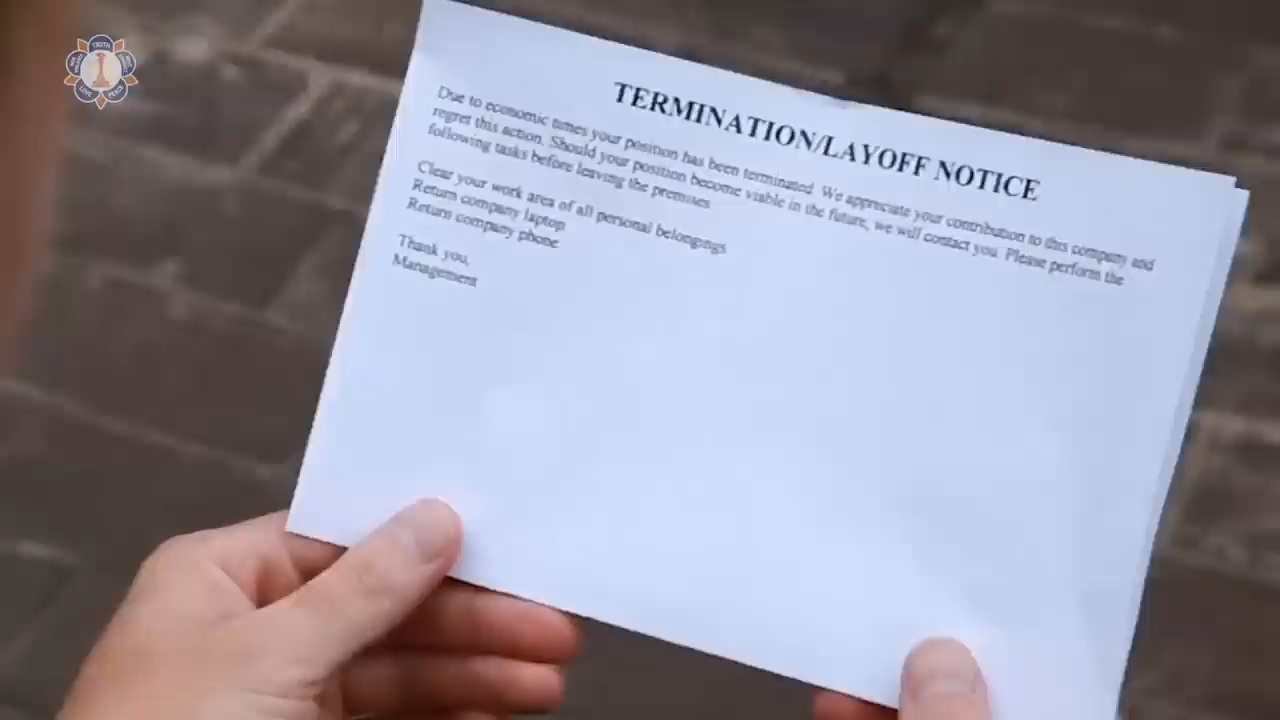 TRUTH
LOVE
PEACE
TERMINATION/LAYOFF NOTICE
Due to economic times your position has been terminated. We appreciate your contribution to this company and
regret this action. Should your position become viable in the future, we will contact you. Please perform the
following tasks before leaving the premises
Clear your work area of all personal belongings
Return company laptop
Return company phone
Thank you,
Management